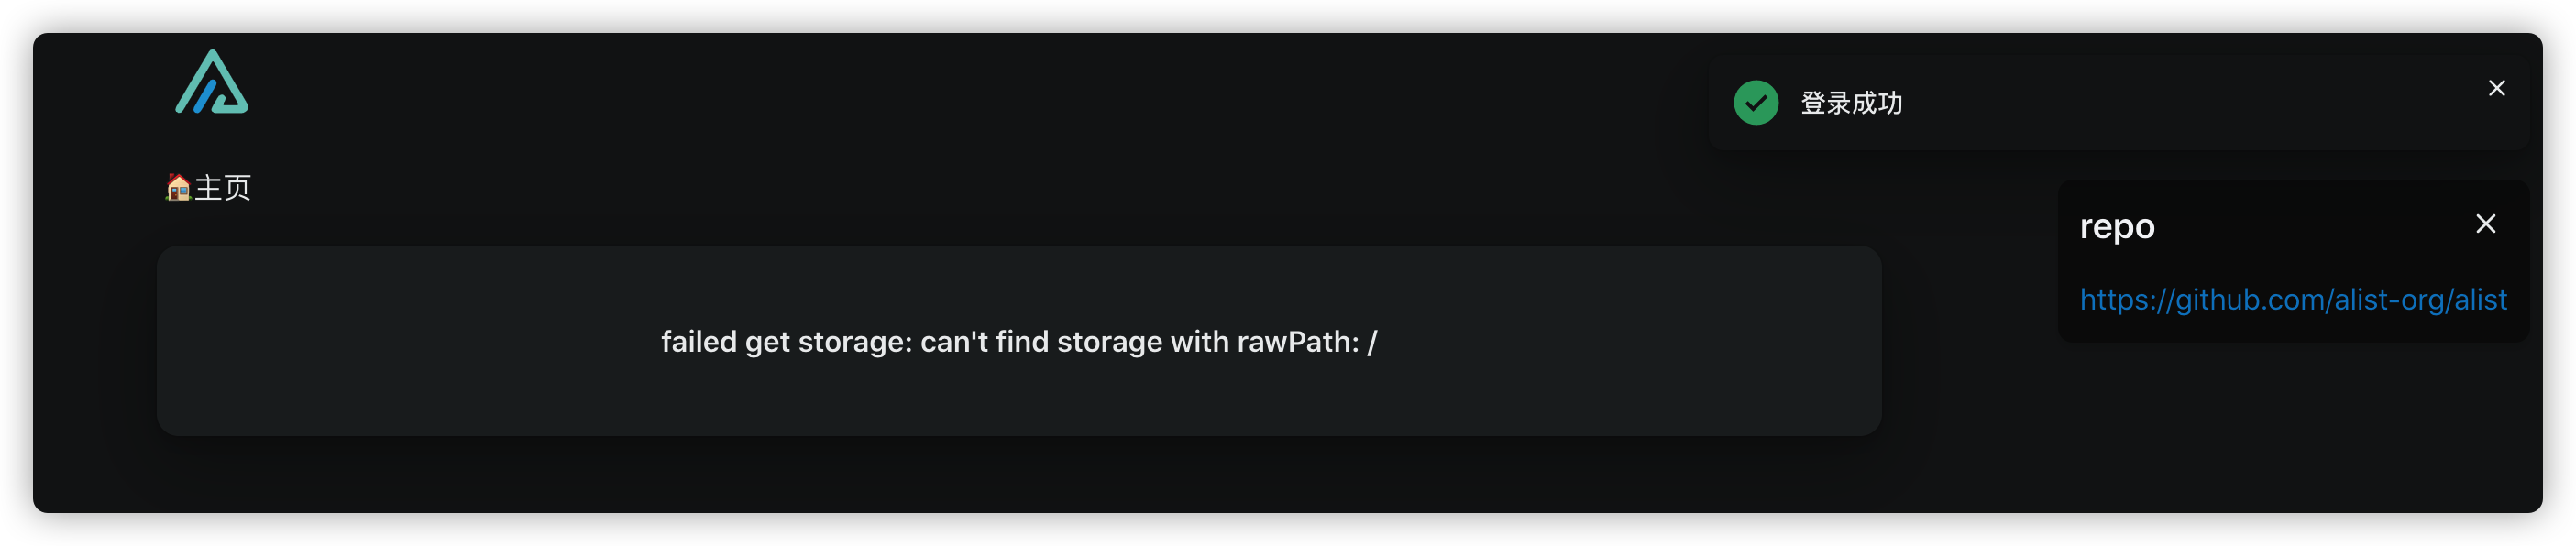 登录成功
🏠主页
repo
https://github.com/alist-org/alist
failed get storage: can't find storage with rawPath: /